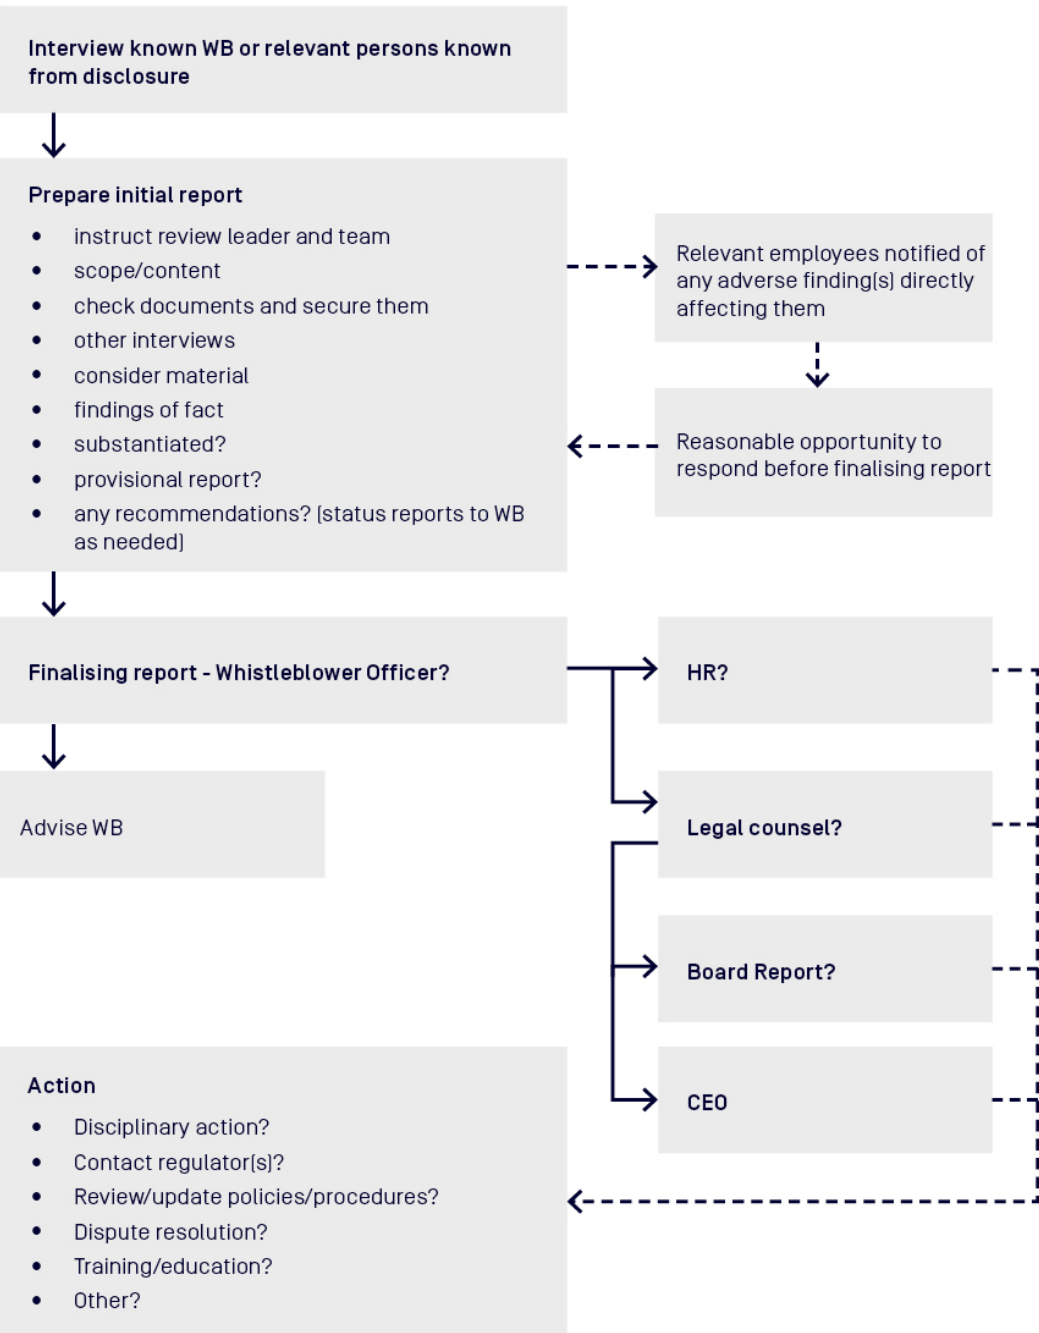 Interview known WB or relevant persons known
from disclosure
Prepare initial report
• instruct review leader and team
• scope/content
• check documents and secure them
• other interviews
• consider material
• findings of fact
• substantiated?
• provisional report?
• any recommendations? (status reports to WB
as needed)
Relevant employees notified of
any adverse finding(s) directly
affecting them
Reasonable opportunity to
respond before finalising report
Finalising report - Whistleblower Officer?
HR?
Advise WB
Legal counsel?
Board Report?
CEO
Action
• Disciplinary action?
• Contact regulator(s)?
• Review/update policies/procedures?
• Dispute resolution?
• Training/education?
• Other?